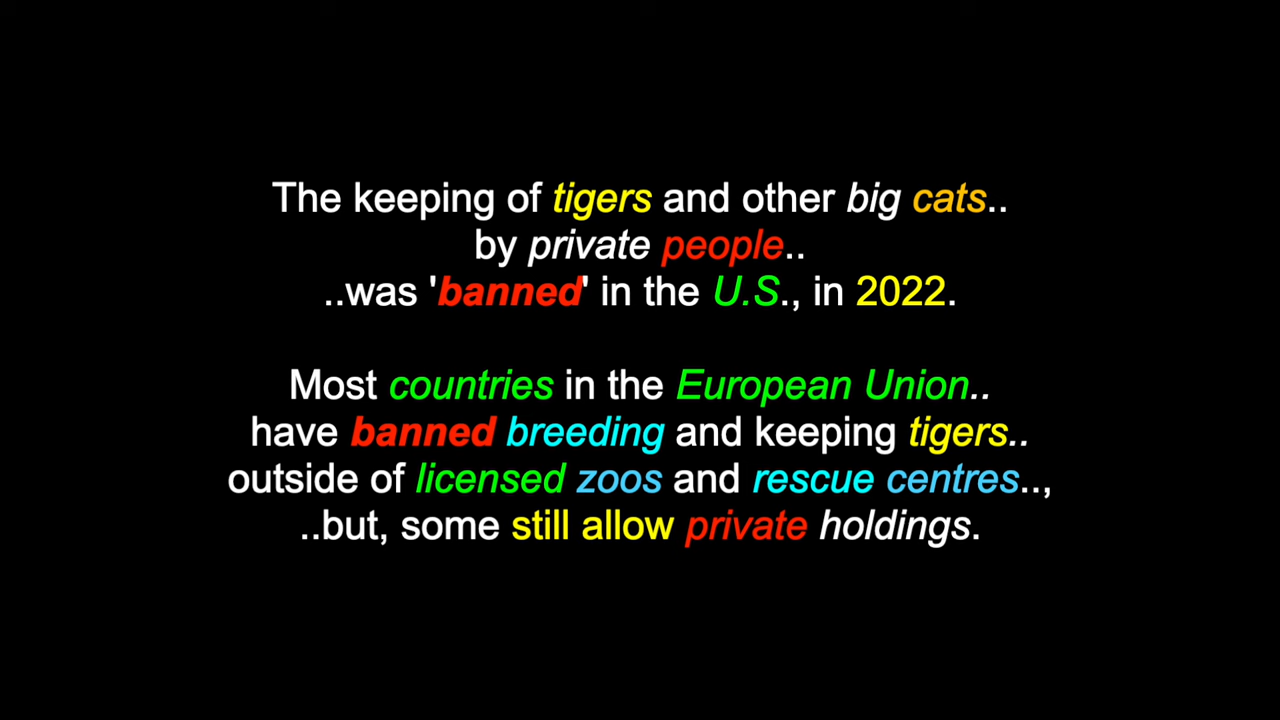 The keeping of tigers and other big cats..
by private people..
..was 'banned' in the U.S., in 2022.
Most countries in the European Union..
have banned breeding and keeping tigers..
outside of licensed zoos and rescue centres..,
..but, some still allow private holdings.